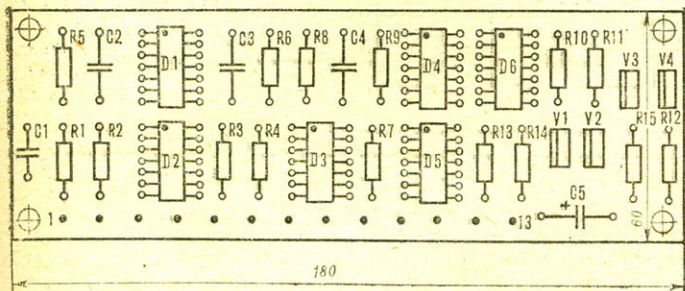 R5 C2 D1 C3 R6 R8 C4 R9 D4 D6 R10 R11 V3 V4
C1 R1 R2 D2 R3 R4 D3 R7 D5 R13 R14 V1 V2 R15 R12
1 13 C5 60
180